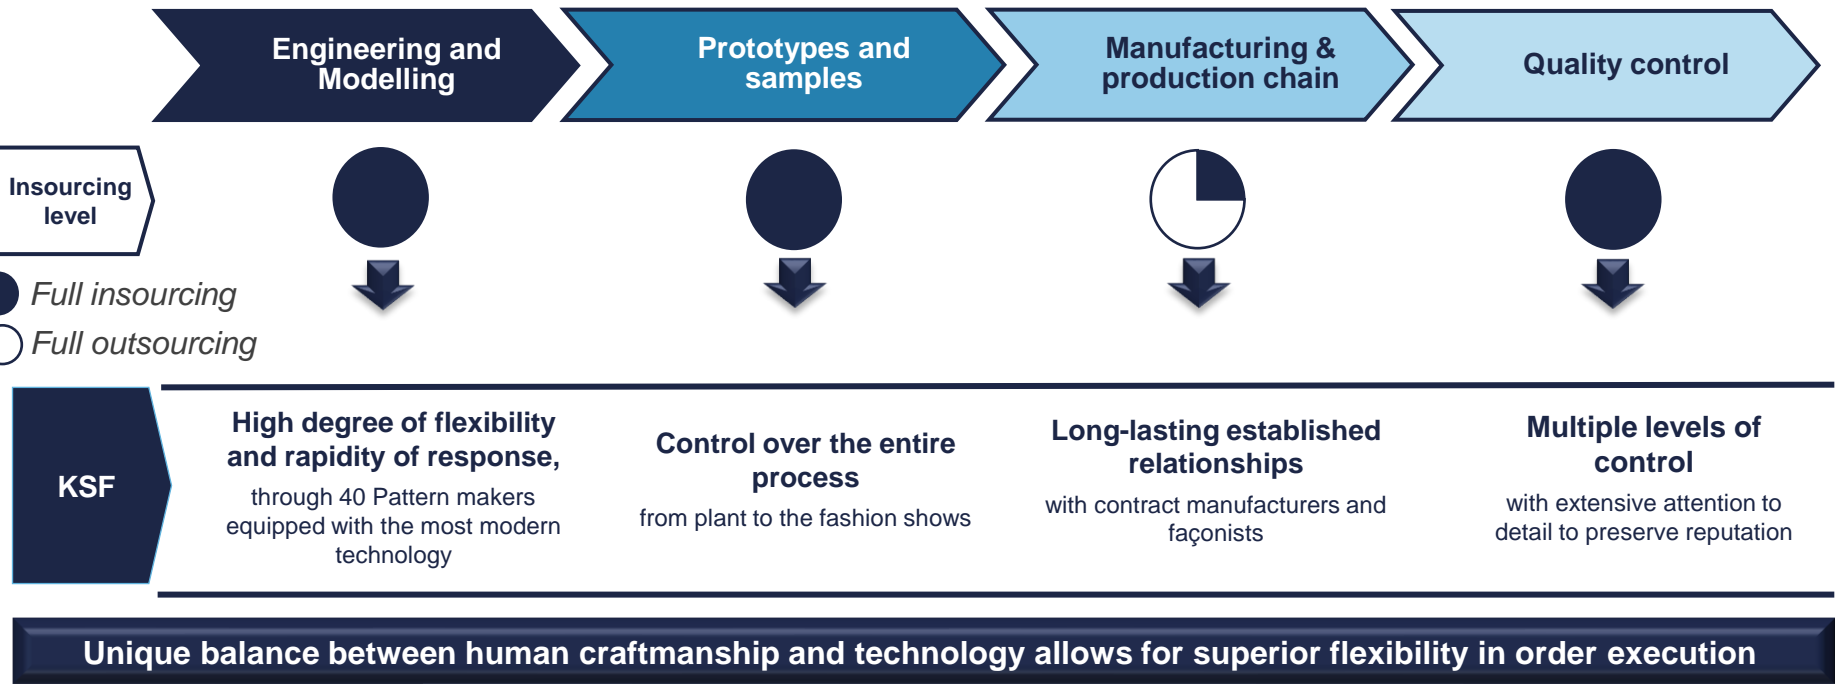 Engineering and
Modelling
Prototypes and
samples
Manufacturing &
production chain
Quality control
Insourcing
level
Full insourcing
Full outsourcing
KSF
High degree of flexibility
and rapidity of response,
through 40 Pattern makers
equipped with the most modern
technology
Control over the entire
process
from plant to the fashion shows
Long-lasting established
relationships
with contract manufacturers and
façonists
Multiple levels of
control
with extensive attention to
detail to preserve reputation
Unique balance between human craftmanship and technology allows for superior flexibility in order execution